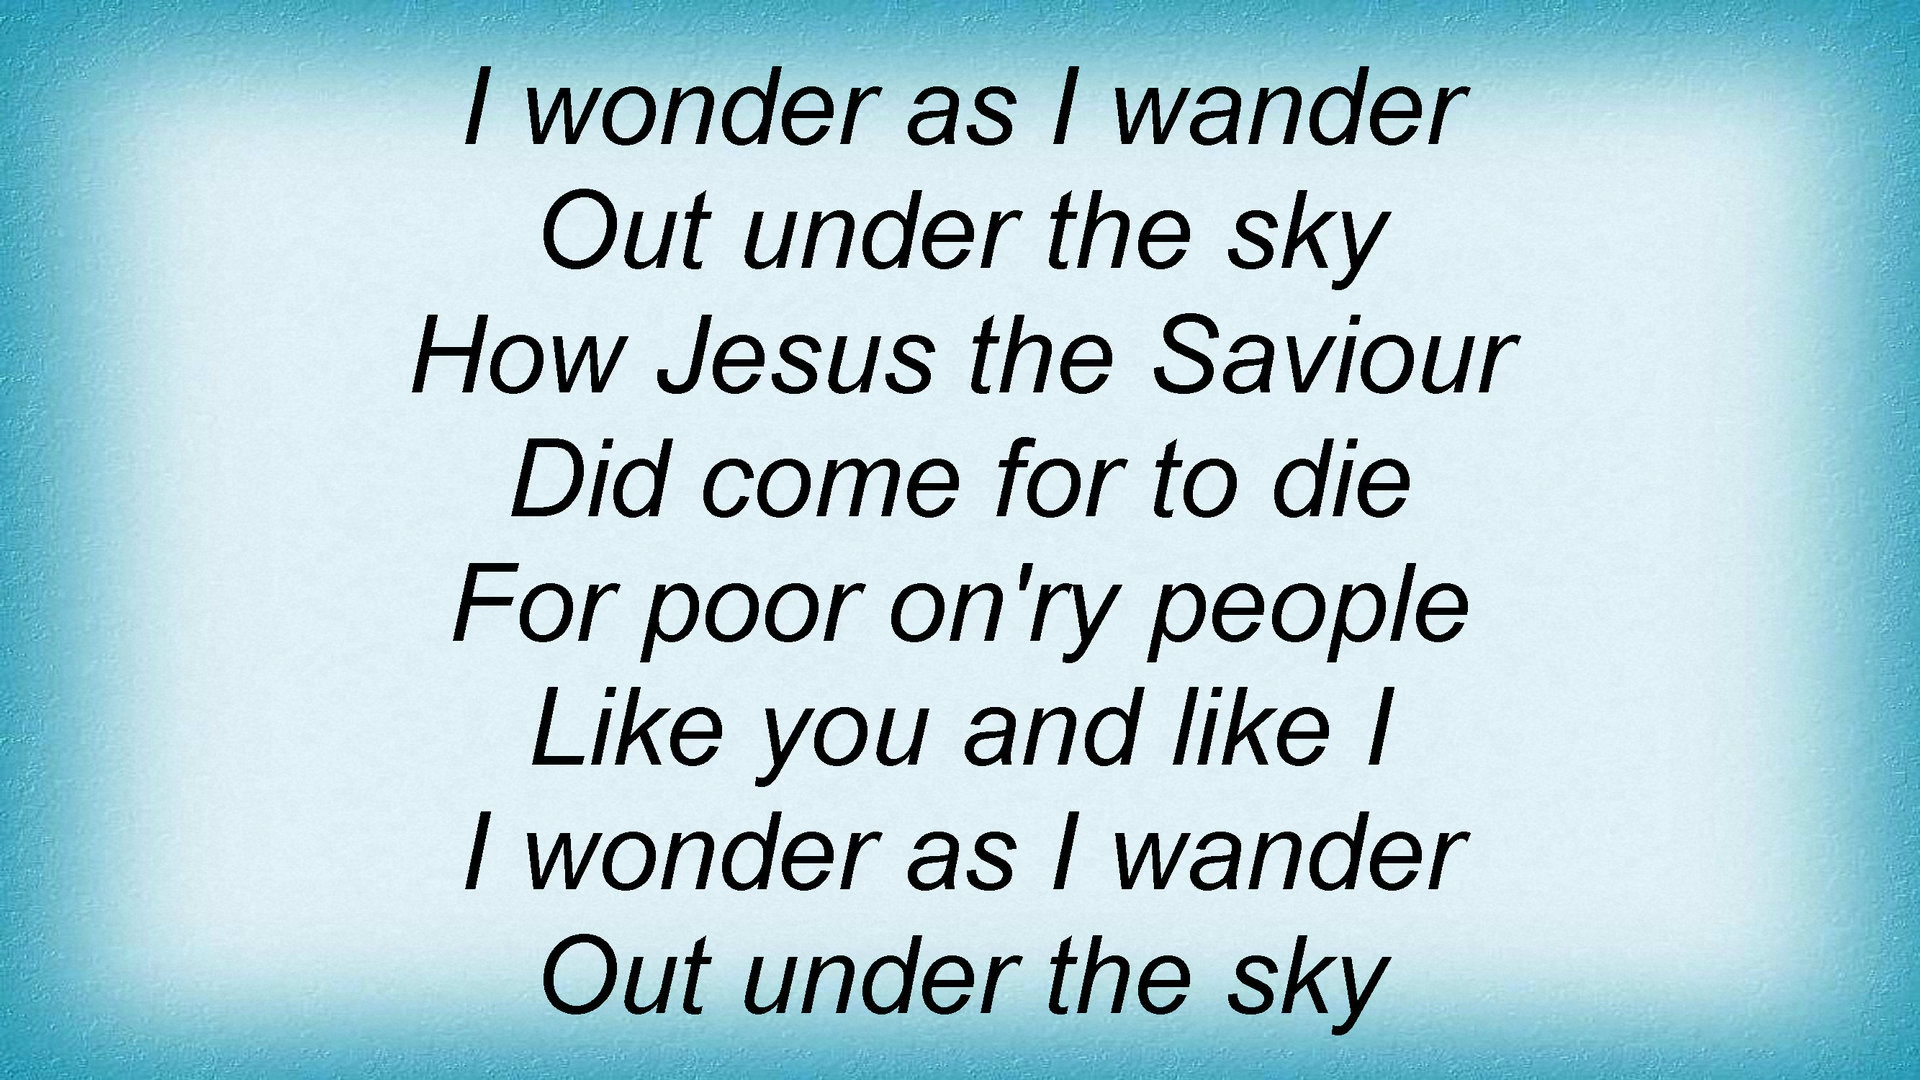 I wonder as I wander
Out under the sky
How Jesus the Saviour
Did come for to die
For poor on'ry people
Like you and like I
I wonder as I wander
Out under the sky